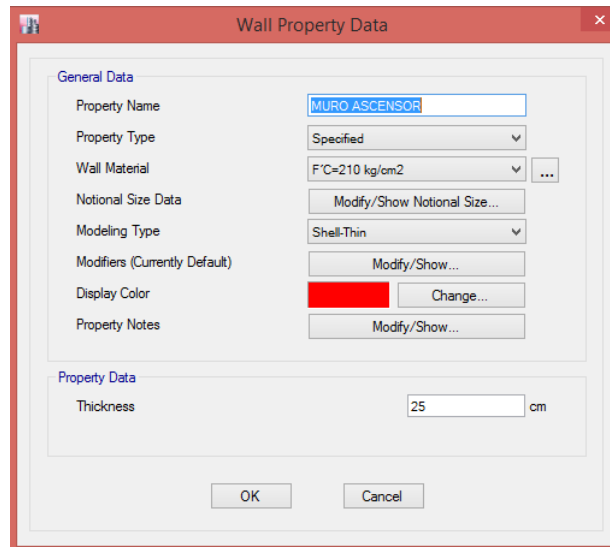 Wall Property Data
General Data
Property Name MURO ASCENSOR
Property Type Specified
Wall Material F´C=210 kg/cm2 ...
Notional Size Data Modify/Show Notional Size...
Modeling Type Shell-Thin
Modifiers (Currently Default) Modify/Show...
Display Color Change...
Property Notes Modify/Show...
Property Data
Thickness 25 cm
OK Cancel